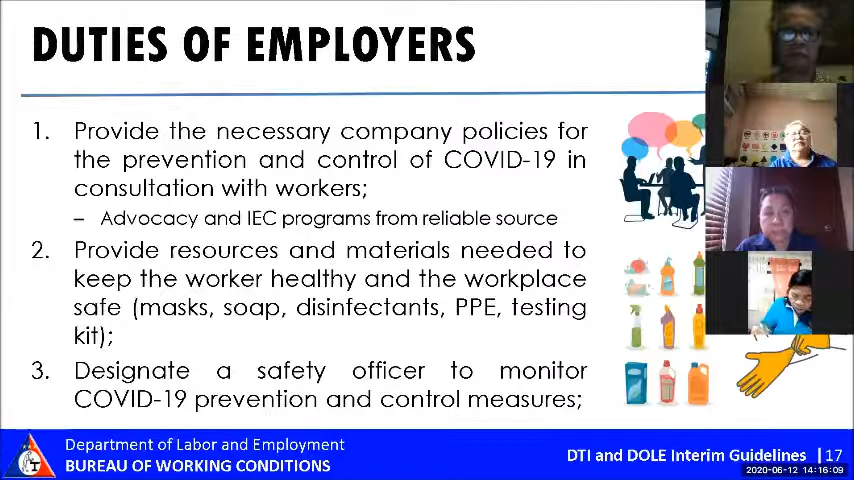 DUTIES OF EMPLOYERS
1. Provide the necessary company policies for
the prevention and control of COVID-19 in
consultation with workers;
– Advocacy and IEC programs from reliable source
2. Provide resources and materials needed to
keep the worker healthy and the workplace
safe (masks, soap, disinfectants, PPE, testing
kit);
3. Designate a safety officer to monitor
COVID-19 prevention and control measures;
Department of Labor and Employment
BUREAU OF WORKING CONDITIONS
DTI and DOLE Interim Guidelines | 17
2020-06-12 14:16:09